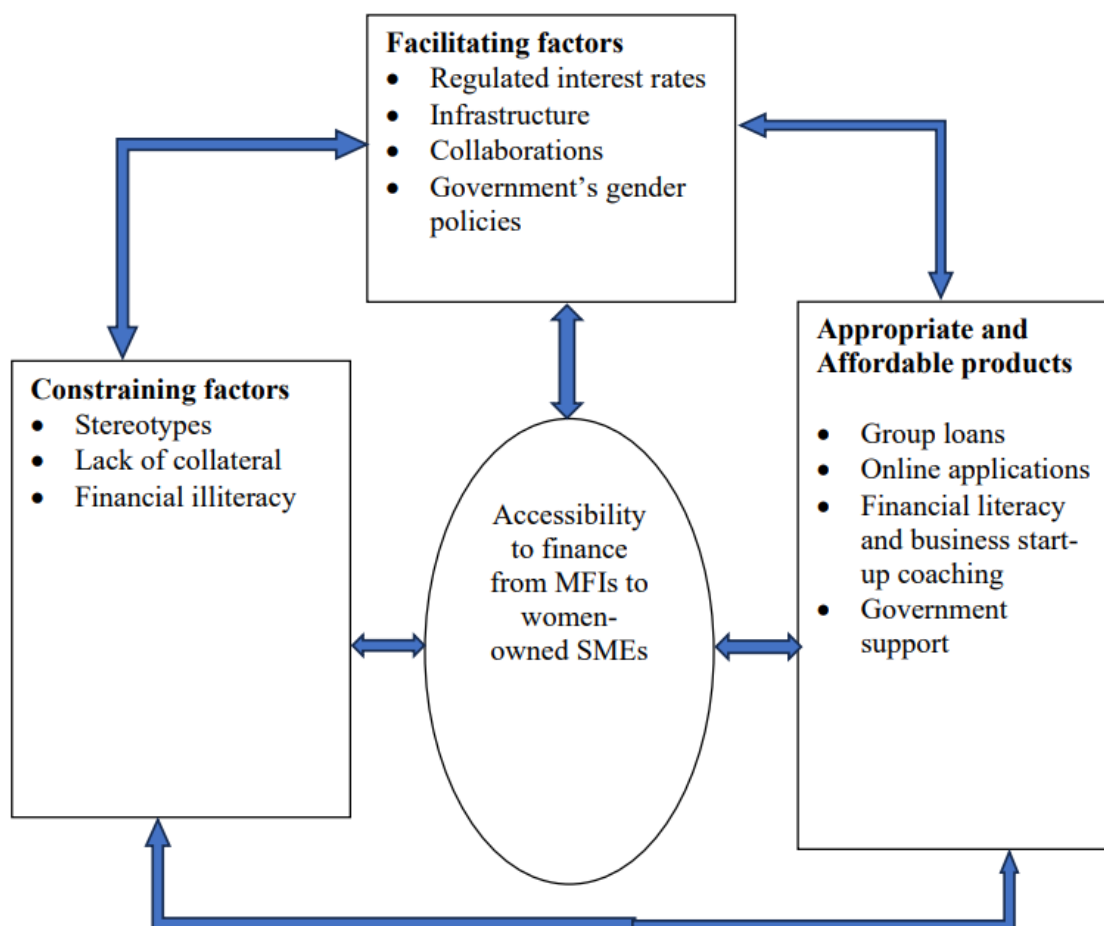 Facilitating factors
• Regulated interest rates
• Infrastructure
• Collaborations
• Government’s gender
policies
Constraining factors
• Stereotypes
• Lack of collateral
• Financial illiteracy
Accessibility
to finance
from MFIs to
women-
owned SMEs
Appropriate and
Affordable products
• Group loans
• Online applications
• Financial literacy
and business start-
up coaching
• Government
support